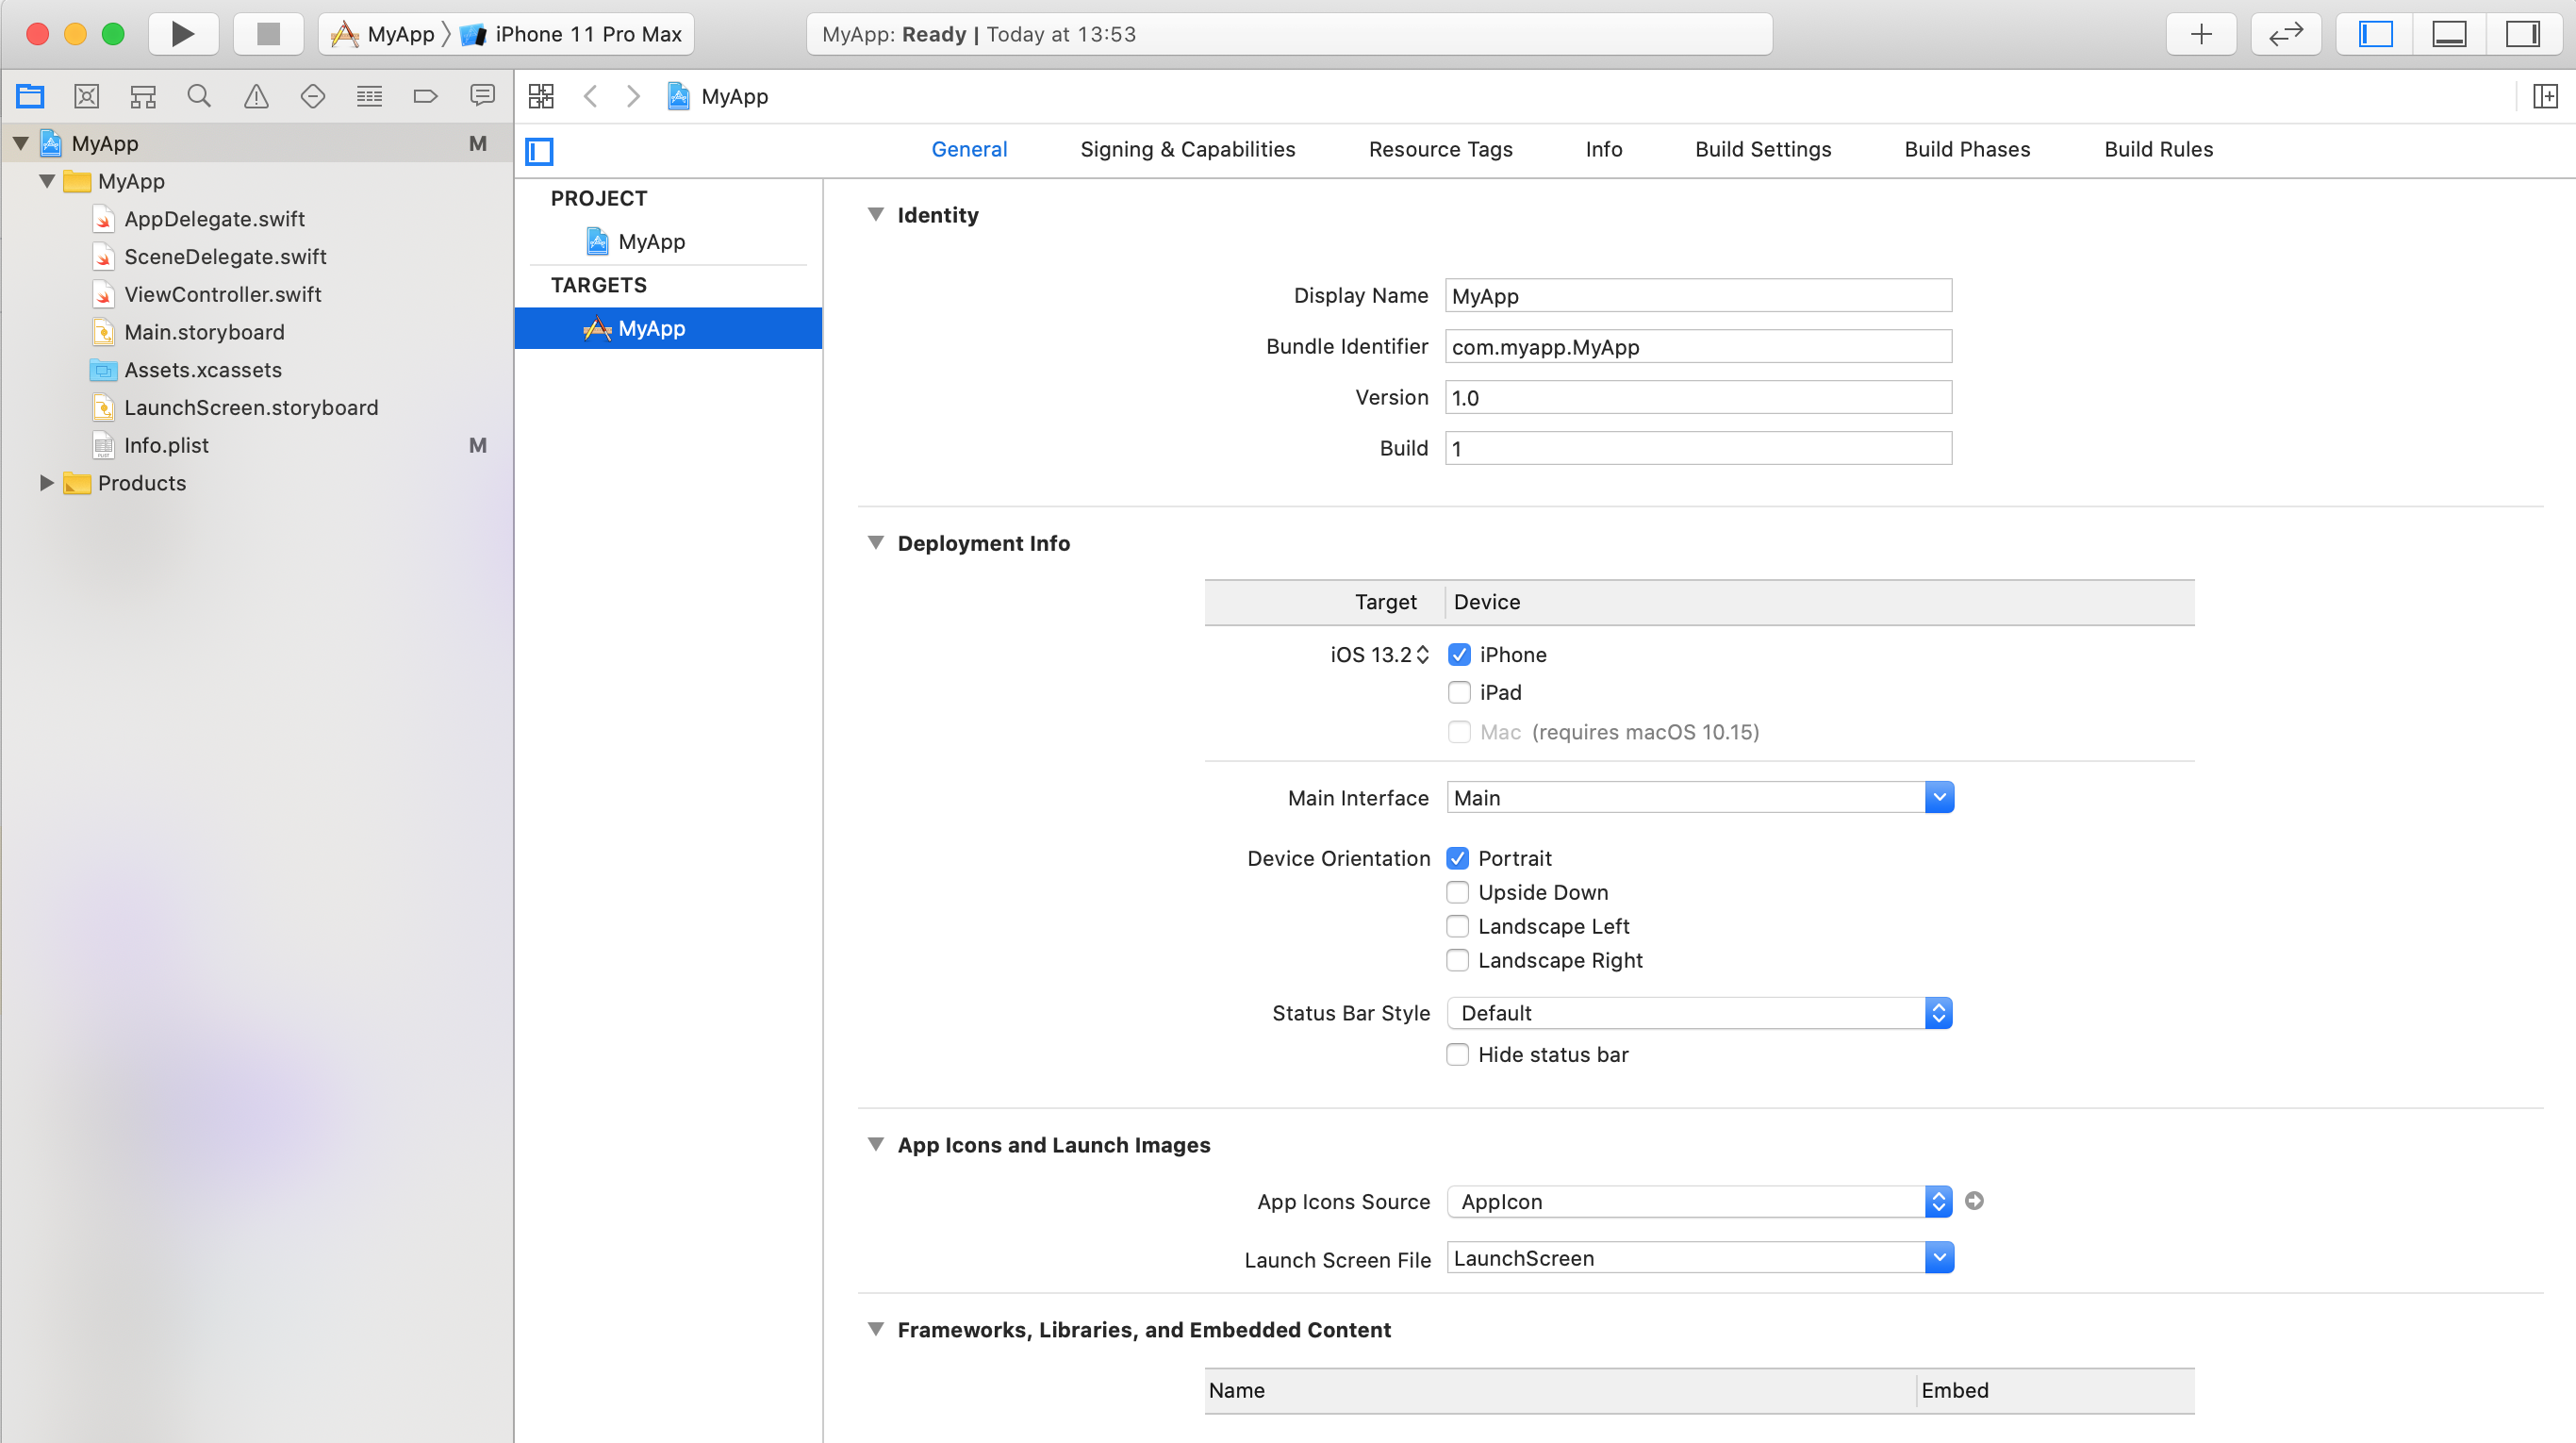 MyApp
iPhone 11 Pro Max
MyApp: Ready | Today at 13:53
MyApp
MyApp M
MyApp
AppDelegate.swift
SceneDelegate.swift
ViewController.swift
Main.storyboard
Assets.xcassets
LaunchScreen.storyboard
Info.plist M
Products
General Signing & Capabilities Resource Tags Info Build Settings Build Phases Build Rules
PROJECT
MyApp
TARGETS
MyApp
Identity
Display Name MyApp
Bundle Identifier com.myapp.MyApp
Version 1.0
Build 1
Deployment Info
Target Device
iOS 13.2 iPhone
iPad
Mac (requires macOS 10.15)
Main Interface Main
Device Orientation Portrait
Upside Down
Landscape Left
Landscape Right
Status Bar Style Default
Hide status bar
App Icons and Launch Images
App Icons Source AppIcon
Launch Screen File LaunchScreen
Frameworks, Libraries, and Embedded Content
Name Embed